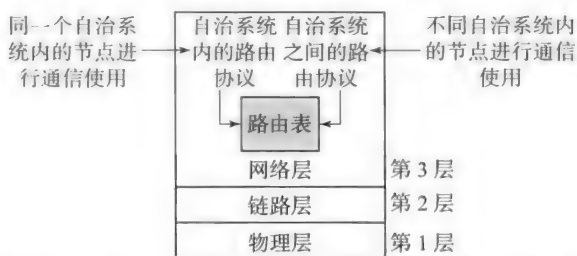 同一个自治系
统内的节点进
行通信使用
自治系统
内的路由
协议
自治系统
之间的路
由协议
不同自治系统内
的节点进行通信
使用
路由表
网络层
第3层
链路层
第2层
物理层
第1层